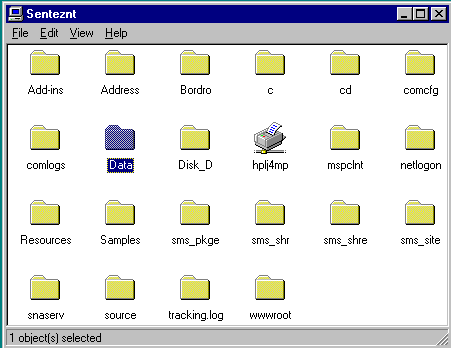 Senteznt
File Edit View Help
Add-ins Address Bordro c cd comcfg
comlogs Data Disk_D hplj4mp mspclnt netlogon
Resources Samples sms_pkge sms_shr sms_shre sms_site
snaserv source tracking.log wwwroot
1 object(s) selected